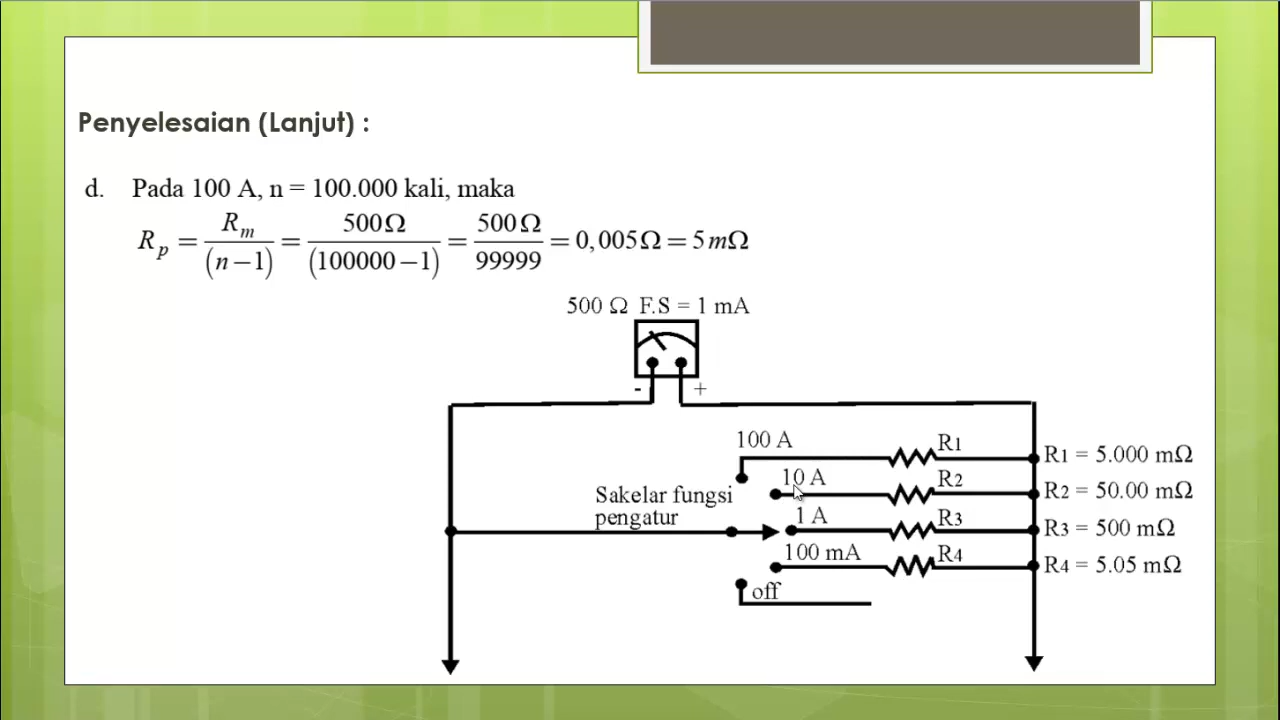 Penyelesaian (Lanjut) :
d. Pada 100 A, n = 100.000 kali, maka
R_p = R_m / (n − 1) = 500Ω / (100000 − 1) = 500Ω / 99999 = 0,005Ω = 5mΩ
500 Ω F.S = 1 mA
- +
100 A R1 R1 = 5.000 mΩ
10 A R2 R2 = 50.00 mΩ
Sakelar fungsi
pengatur
1 A R3 R3 = 500 mΩ
100 mA R4 R4 = 5.05 mΩ
off